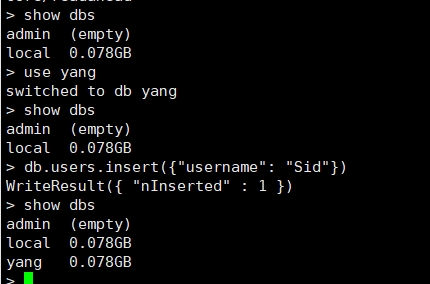 > show dbs
admin  (empty)
local  0.078GB
> use yang
switched to db yang
> show dbs
admin  (empty)
local  0.078GB
> db.users.insert({"username": "Sid"})
WriteResult({ "nInserted" : 1 })
> show dbs
admin  (empty)
local  0.078GB
yang   0.078GB
>